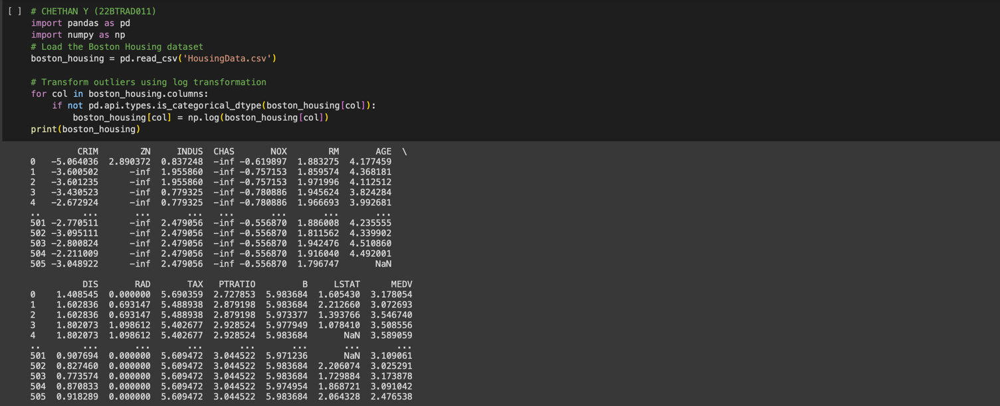 [ ] # CHETHAN Y (22BTRAD011)
import pandas as pd
import numpy as np
# Load the Boston Housing dataset
boston_housing = pd.read_csv('HousingData.csv')
# Transform outliers using log transformation
for col in boston_housing.columns:
if not pd.api.types.is_categorical_dtype(boston_housing[col]):
boston_housing[col] = np.log(boston_housing[col])
print(boston_housing)
CRIM ZN INDUS CHAS NOX RM AGE \
0 -5.064036 2.890372 0.837248 -inf -0.619897 1.883275 4.177459
1 -3.600502 -inf 1.955860 -inf -0.757153 1.859574 4.368181
2 -3.601235 -inf 1.955860 -inf -0.757153 1.971996 4.112512
3 -3.430523 -inf 0.779325 -inf -0.780886 1.945624 3.824284
4 -2.672924 -inf 0.779325 -inf -0.780886 1.966693 3.992681
.. ... ... ... ... ... ... ...
501 -2.770511 -inf 2.479056 -inf -0.556870 1.886008 4.235555
502 -3.095111 -inf 2.479056 -inf -0.556870 1.811562 4.339902
503 -2.800824 -inf 2.479056 -inf -0.556870 1.942476 4.510860
504 -2.211009 -inf 2.479056 -inf -0.556870 1.916040 4.492001
505 -3.048922 -inf 2.479056 -inf -0.556870 1.796747 NaN
DIS RAD TAX PTRATIO B LSTAT MEDV
0 1.408545 0.000000 5.690359 2.727853 5.983684 1.605430 3.178054
1 1.602836 0.693147 5.488938 2.879198 5.983684 2.212660 3.072693
2 1.602836 0.693147 5.488938 2.879198 5.973377 1.393766 3.546740
3 1.802073 1.098612 5.402677 2.928524 5.977949 1.078410 3.508556
4 1.802073 1.098612 5.402677 2.928524 5.983684 NaN 3.589059
.. ... ... ... ... ... ... ...
501 0.907694 0.000000 5.609472 3.044522 5.971236 NaN 3.109061
502 0.827460 0.000000 5.609472 3.044522 5.983684 2.206074 3.025291
503 0.773574 0.000000 5.609472 3.044522 5.983684 1.729884 3.173878
504 0.870833 0.000000 5.609472 3.044522 5.974954 1.868721 3.091042
505 0.918289 0.000000 5.609472 3.044522 5.983684 2.064328 2.476538